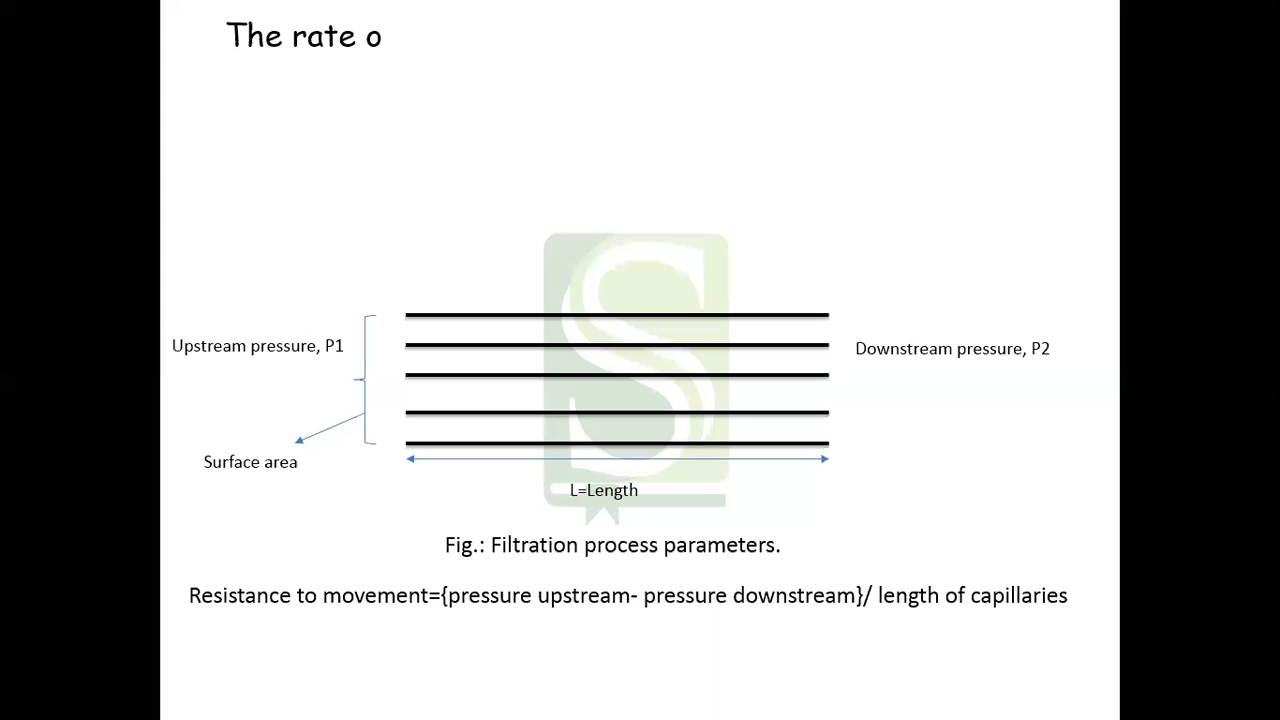 The rate o
Upstream pressure, P1
Downstream pressure, P2
Surface area
L=Length
Fig.: Filtration process parameters.
Resistance to movement={pressure upstream- pressure downstream}/ length of capillaries